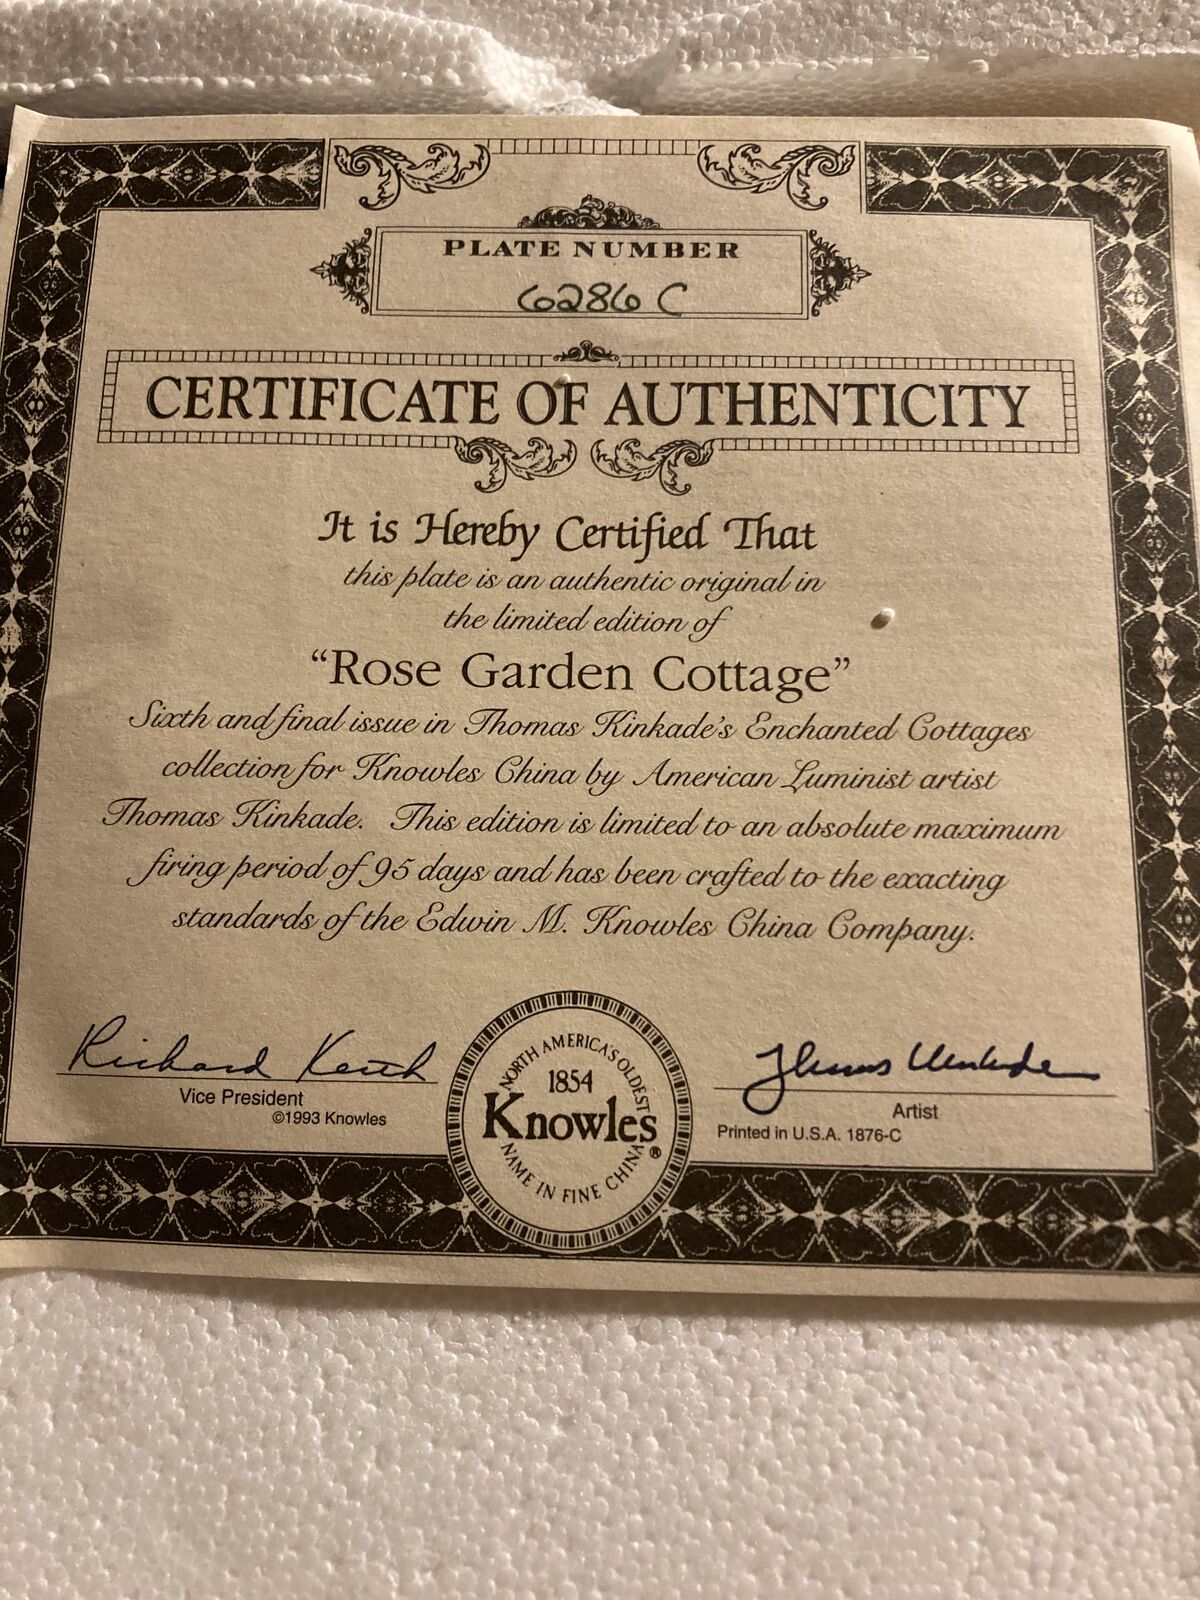 PLATE NUMBER
6286 C
CERTIFICATE OF AUTHENTICITY
It is Hereby Certified That
this plate is an authentic original in
the limited edition of
“Rose Garden Cottage”
Sixth and final issue in Thomas Kinkade's Enchanted Cottages
collection for Knowles China by American Luminist artist
Thomas Kinkade. This edition is limited to an absolute maximum
firing period of 95 days and has been crafted to the exacting
standards of the Edwin M. Knowles China Company.
Richard Keith
Vice President
©1993 Knowles
NORTH AMERICA'S OLDEST
1854
Knowles®
NAME IN FINE CHINA
Thomas Kinkade
Artist
Printed in U.S.A. 1876-C